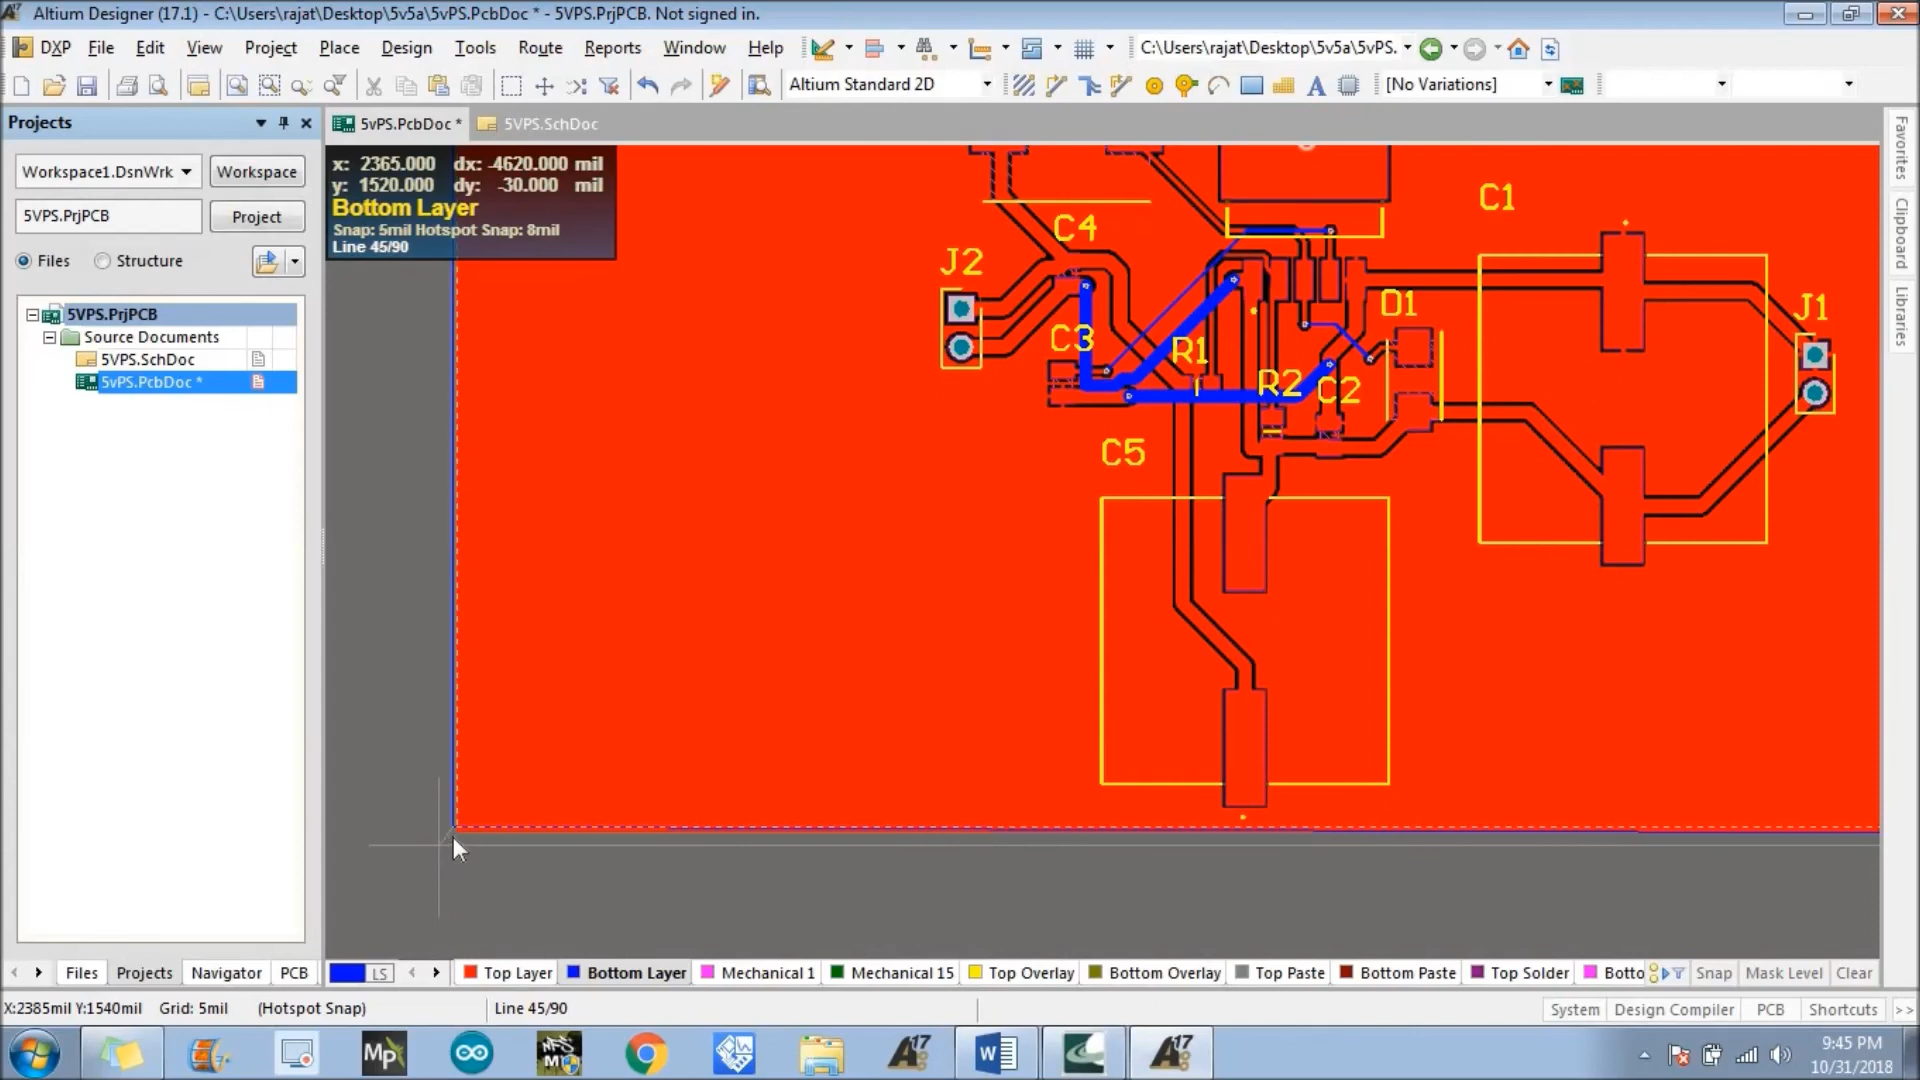 Altium Designer (17.1) - C:\Users\rajat\Desktop\5v5a\5vPS.PcbDoc * - 5VPS.PrjPCB. Not signed in.
DXP File Edit View Project Place Design Tools Route Reports Window Help C:\Users\rajat\Desktop\5v5a\5vPS.
Altium Standard 2D [No Variations]
Projects
5vPS.PcbDoc * 5VPS.SchDoc
Workspace1.DsnWrk Workspace
5VPS.PrjPCB Project
Files Structure
5VPS.PrjPCB
Source Documents
5VPS.SchDoc
5vPS.PcbDoc *
x: 2365.000 dx: -4620.000 mil
y: 1520.000 dy: -30.000 mil
Bottom Layer
Snap: 5mil Hotspot Snap: 8mil
Line 45/90
C1
C4
J2
D1
J1
C3
R1
R2
C2
C5
Favorites
Clipboard
Libraries
Files Projects Navigator PCB
LS Top Layer Bottom Layer Mechanical 1 Mechanical 15 Top Overlay Bottom Overlay Top Paste Bottom Paste Top Solder Botto Snap Mask Level Clear
X:2385mil Y:1540mil Grid: 5mil (Hotspot Snap) Line 45/90
System Design Compiler PCB Shortcuts >>
Mp
W
17
9:45 PM
10/31/2018